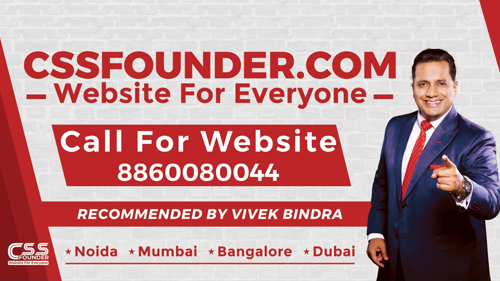 CSSFOUNDER.COM
Website For Everyone
Call For Website
8860080044
RECOMMENDED BY VIVEK BINDRA
Noida Mumbai Bangalore Dubai
CSS
FOUNDER
Website For Everyone